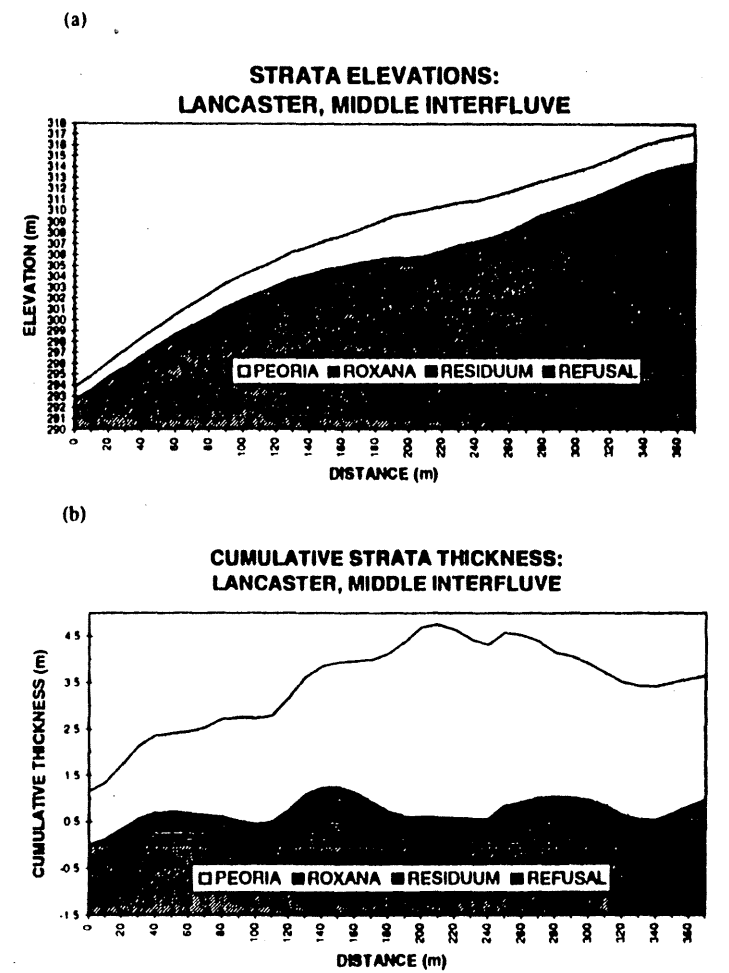 (a)
STRATA ELEVATIONS:
LANCASTER, MIDDLE INTERFLUVE
318
317
316
315
314
313
312
311
310
309
308
307
306
305
304
303
302
301
300
299
298
297
296
295
294
293
292
291
290
ELEVATION (m)
PEORIA ROXANA RESIDUUM REFUSAL
0 20 40 60 80 100 120 140 160 180 200 220 240 260 280 300 320 340 360
DISTANCE (m)
(b)
CUMULATIVE STRATA THICKNESS:
LANCASTER, MIDDLE INTERFLUVE
4 5
3 5
2 5
1 5
0 5
-0 5
-1 5
CUMULATIVE THICKNESS (m)
PEORIA ROXANA RESIDUUM REFUSAL
0 20 40 60 80 100 120 140 160 180 200 220 240 260 280 300 320 340 360
DISTANCE (m)